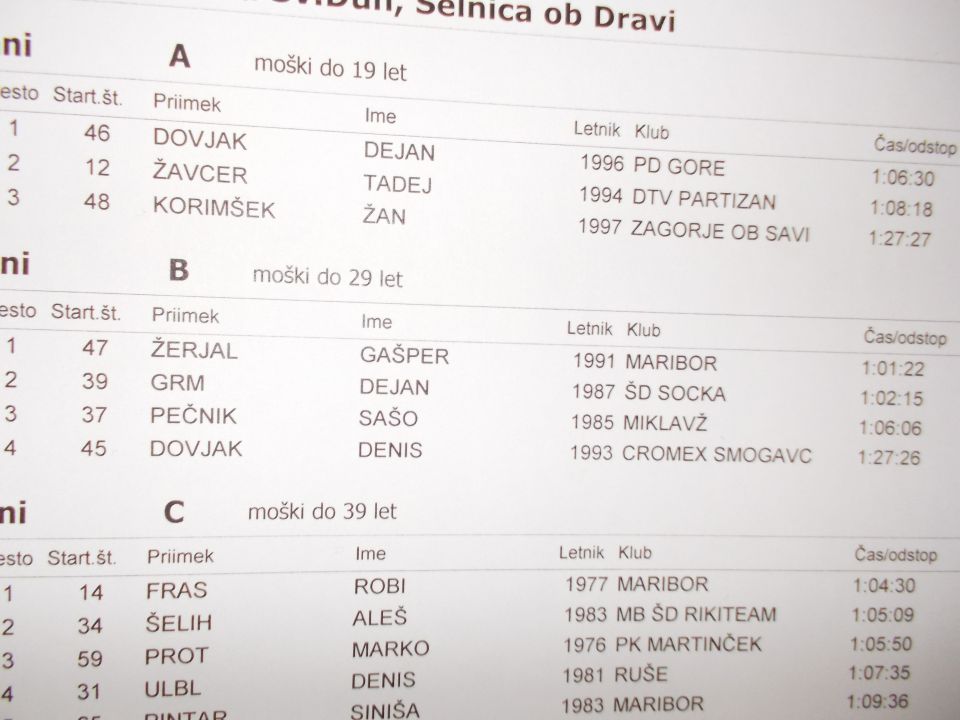 Selnica ob Dravi
ni A moški do 19 let
esto Start.št. Priimek Ime Letnik Klub Čas/odstop
1 46 DOVJAK DEJAN 1996 PD GORE 1:06:30
2 12 ŽAVCER TADEJ 1994 DTV PARTIZAN 1:08:18
3 48 KORIMŠEK ŽAN 1997 ZAGORJE OB SAVI 1:27:27
ni B moški do 29 let
esto Start.št. Priimek Ime Letnik Klub Čas/odstop
1 47 ŽERJAL GAŠPER 1991 MARIBOR 1:01:22
2 39 GRM DEJAN 1987 ŠD SOCKA 1:02:15
3 37 PEČNIK SAŠO 1985 MIKLAVŽ 1:06:06
4 45 DOVJAK DENIS 1993 CROMEX SMOGAVC 1:27:26
ni C moški do 39 let
esto Start.št. Priimek Ime Letnik Klub Čas/odstop
1 14 FRAS ROBI 1977 MARIBOR 1:04:30
2 34 ŠELIH ALEŠ 1983 MB ŠD RIKITEAM 1:05:09
3 59 PROT MARKO 1976 PK MARTINČEK 1:05:50
4 31 ULBL DENIS 1981 RUŠE 1:07:35
PINTAR SINIŠA 1983 MARIBOR 1:09:36